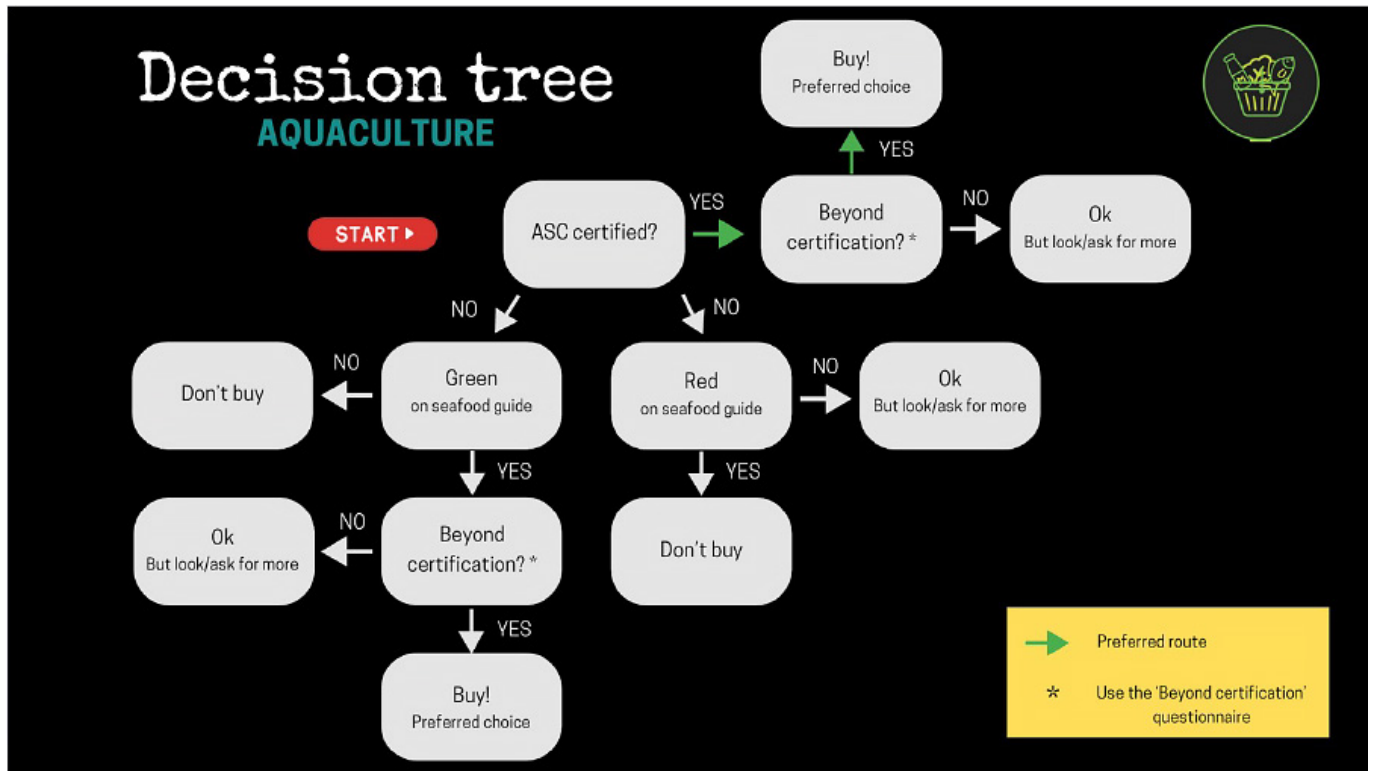 Decision tree
AQUACULTURE
Buy!
Preferred choice
YES
START
ASC certified?
YES
Beyond
certification? *
NO
Ok
But look/ask for more
NO
NO
Don't buy
NO
Green
on seafood guide
Red
on seafood guide
NO
Ok
But look/ask for more
YES
YES
Ok
But look/ask for more
NO
Beyond
certification? *
Don't buy
YES
Buy!
Preferred choice
Preferred route
* Use the 'Beyond certification'
questionnaire